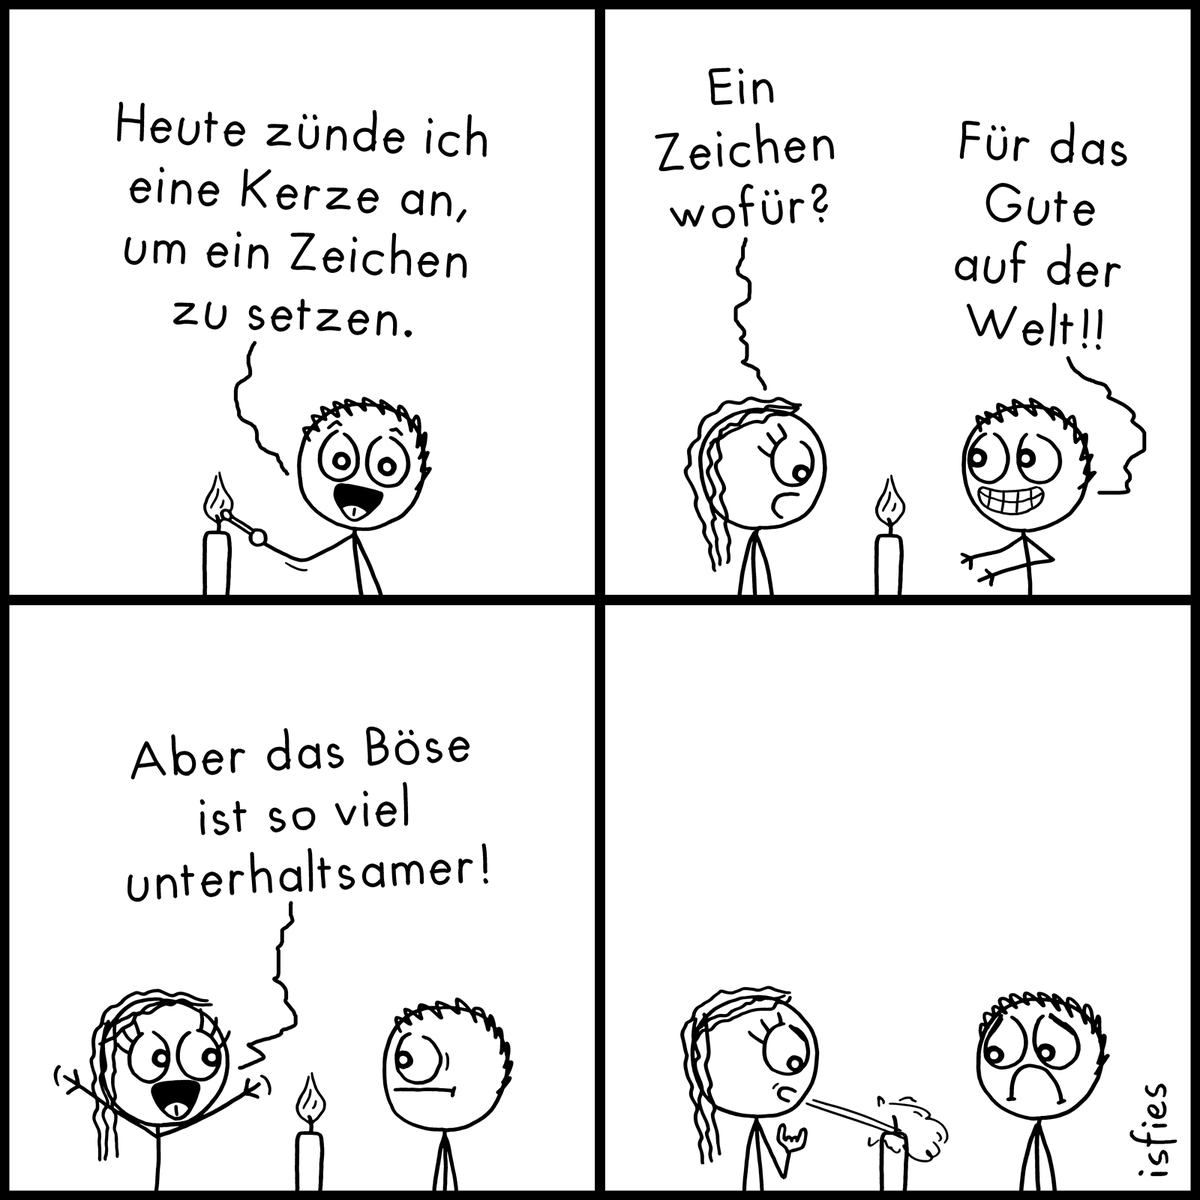 Heute zünde ich
eine Kerze an,
um ein Zeichen
zu setzen.
Ein
Zeichen
wofür?
Für das
Gute
auf der
Welt!!
Aber das Böse
ist so viel
unterhaltsamer!
isfies